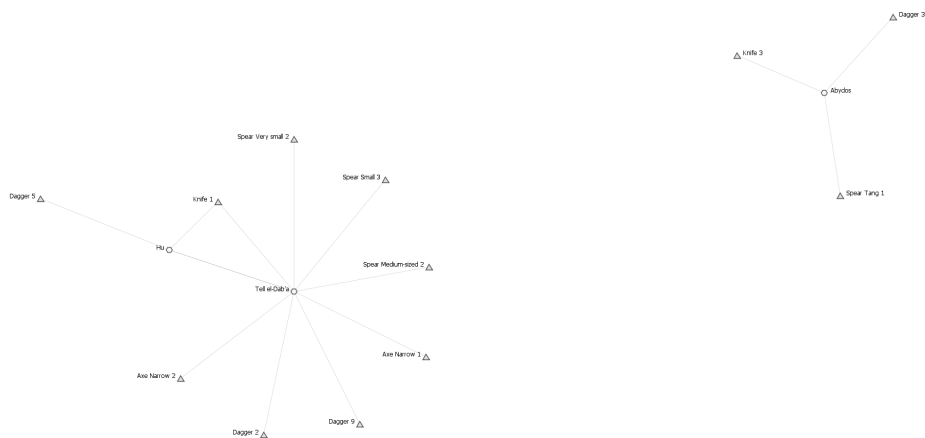 Dagger 3
Knife 3
Abydos
Spear Very small 2
Spear Small 3
Dagger 5
Knife 1
Spear Tang 1
Hu
Spear Medium-sized 2
Tell el-Dab'a
Axe Narrow 1
Axe Narrow 2
Dagger 9
Dagger 2